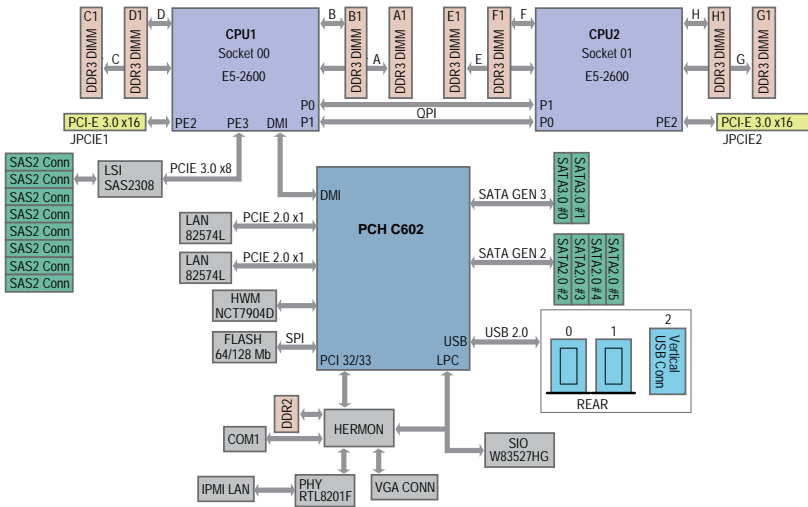 C1
D1
D
CPU1
B
B1
A1
E1
F1
F
CPU2
H
H1
G1
DDR3 DIMM
C
DDR3 DIMM
Socket 00
DDR3 DIMM
A
DDR3 DIMM
DDR3 DIMM
E
DDR3 DIMM
Socket 01
DDR3 DIMM
G
DDR3 DIMM
E5-2600
E5-2600
P0
P1
QPI
PCI-E 3.0 x16
PE2
PE3
DMI
P1
P0
PE2
PCI-E 3.0 x16
JPCIE1
JPCIE2
SAS2 Conn
SAS2 Conn
SAS2 Conn
SAS2 Conn
SAS2 Conn
SAS2 Conn
SAS2 Conn
SAS2 Conn
LSI
SAS2308
PCIE 3.0 x8
DMI
PCH C602
SATA GEN 3
SATA3.0 #0
SATA3.0 #1
LAN
82574L
PCIE 2.0 x1
LAN
82574L
PCIE 2.0 x1
SATA GEN 2
SATA2.0 #2
SATA2.0 #3
SATA2.0 #4
SATA2.0 #5
HWM
NCT7904D
FLASH
64/128 Mb
SPI
USB
USB 2.0
0
1
2
Vertical
USB Conn
REAR
PCI 32/33
LPC
DDR2
HERMON
COM1
SIO
W83527HG
IPMI LAN
PHY
RTL8201F
VGA CONN